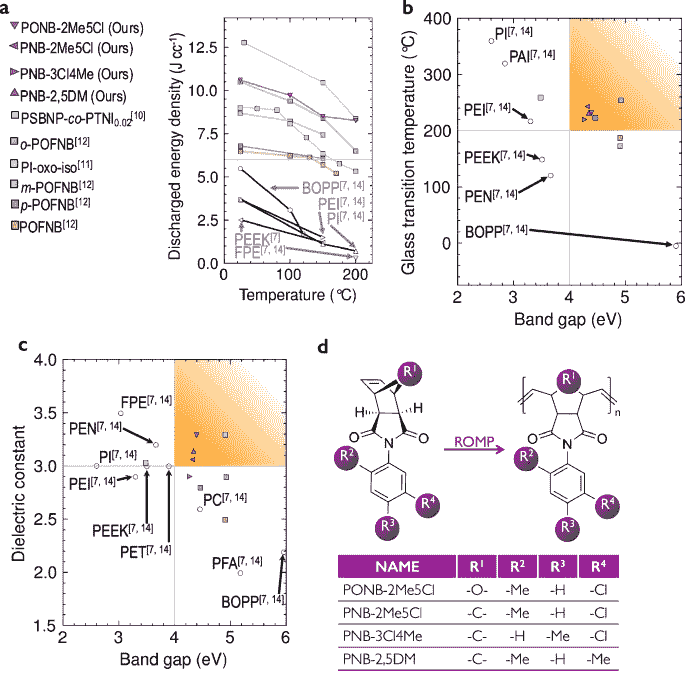 a
PONB-2Me5Cl (Ours)
PNB-2Me5Cl (Ours)
PNB-3Cl4Me (Ours)
PNB-2,5DM (Ours)
PSBNP-co-PTNI0.02[10]
o-POFNB[12]
PI-oxo-iso[11]
m-POFNB[12]
p-POFNB[12]
POFNB[12]
Discharged energy density (J cc-1)
12.5
10.0
7.5
5.0
2.5
0.0
BOPP[7, 14]
PEI[7, 14]
PI[7, 14]
PEEK[7]
FPE[7, 14]
0
100
200
Temperature (°C)
b
Glass transition temperature (°C)
400
300
200
100
0
PI[7, 14]
PAI[7, 14]
PEI[7, 14]
PEEK[7, 14]
PEN[7, 14]
BOPP[7, 14]
2
3
4
5
6
Band gap (eV)
c
Dielectric constant
4.0
3.5
3.0
2.5
2.0
1.5
FPE[7, 14]
PEN[7, 14]
PI[7, 14]
PEI[7, 14]
PEEK[7, 14]
PET[7, 14]
PC[7, 14]
PFA[7, 14]
BOPP[7, 14]
2
3
4
5
6
Band gap (eV)
d
R1
O
N
O
R2
R4
R3
H
H
ROMP
R1
n
O
N
O
R2
R4
R3
NAME R1 R2 R3 R4
PONB-2Me5Cl -O- -Me -H -Cl
PNB-2Me5Cl -C- -Me -H -Cl
PNB-3Cl4Me -C- -H -Me -Cl
PNB-2,5DM -C- -Me -H -Me